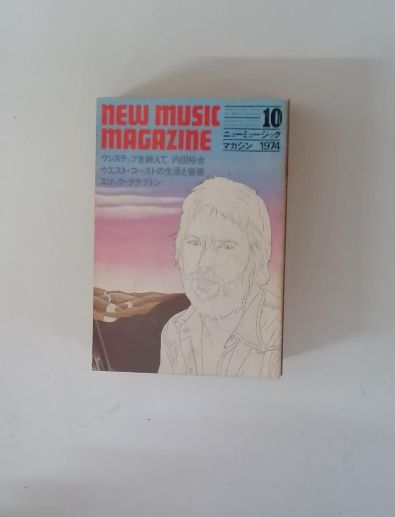 NEW MUSIC
MAGAZINE
10
ニューミュージック
マガジン 1974
ワンステップを終えて/内田裕也
ウエスト・コーストの生活と音楽
エリック・クラプトン